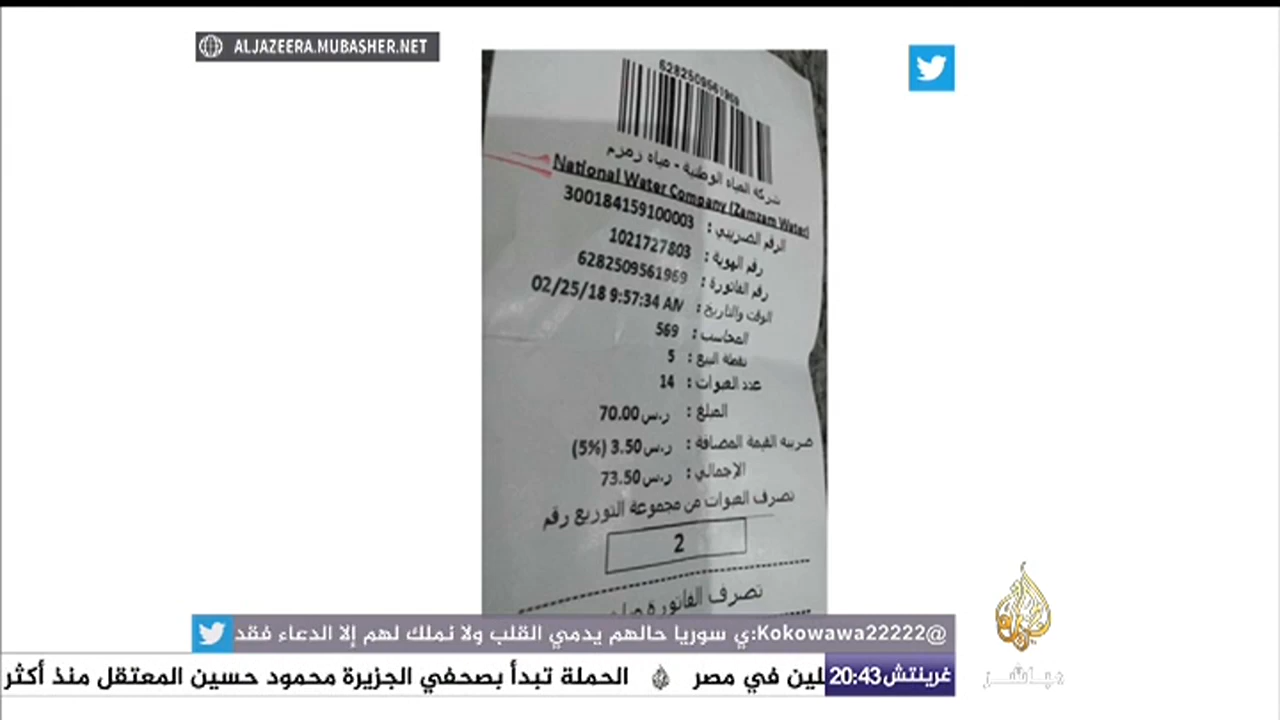 ALJAZEERA.MUBASHER.NET
6282509561969
شركة المياه الوطنية - مياه زمزم
National Water Company (Zamzam Water)
الرقم الضريبي : 300184159100003
رقم الهوية : 1021727803
رقم الفاتورة : 6282509561969
الوقت والتاريخ : 02/25/18 9:57:34 AM
المحاسب : 569
نقطة البيع : 5
عدد العبوات : 14
المبلغ : ر.س 70.00
ضريبه القيمة المضافة : ر.س 3.50 (5%)
الإجمالي : ر.س 73.50
تصرف العبوات من مجموعة التوزيع رقم
2
تصرف الفاتورة
@Kokowawa22222:ي سوريا حالهم يدمي القلب ولا نملك لهم إلا الدعاء فقد
غرينتش 20:43
لين في مصر الحملة تبدأ بصحفي الجزيرة محمود حسين المعتقل منذ أكثر
مباشر